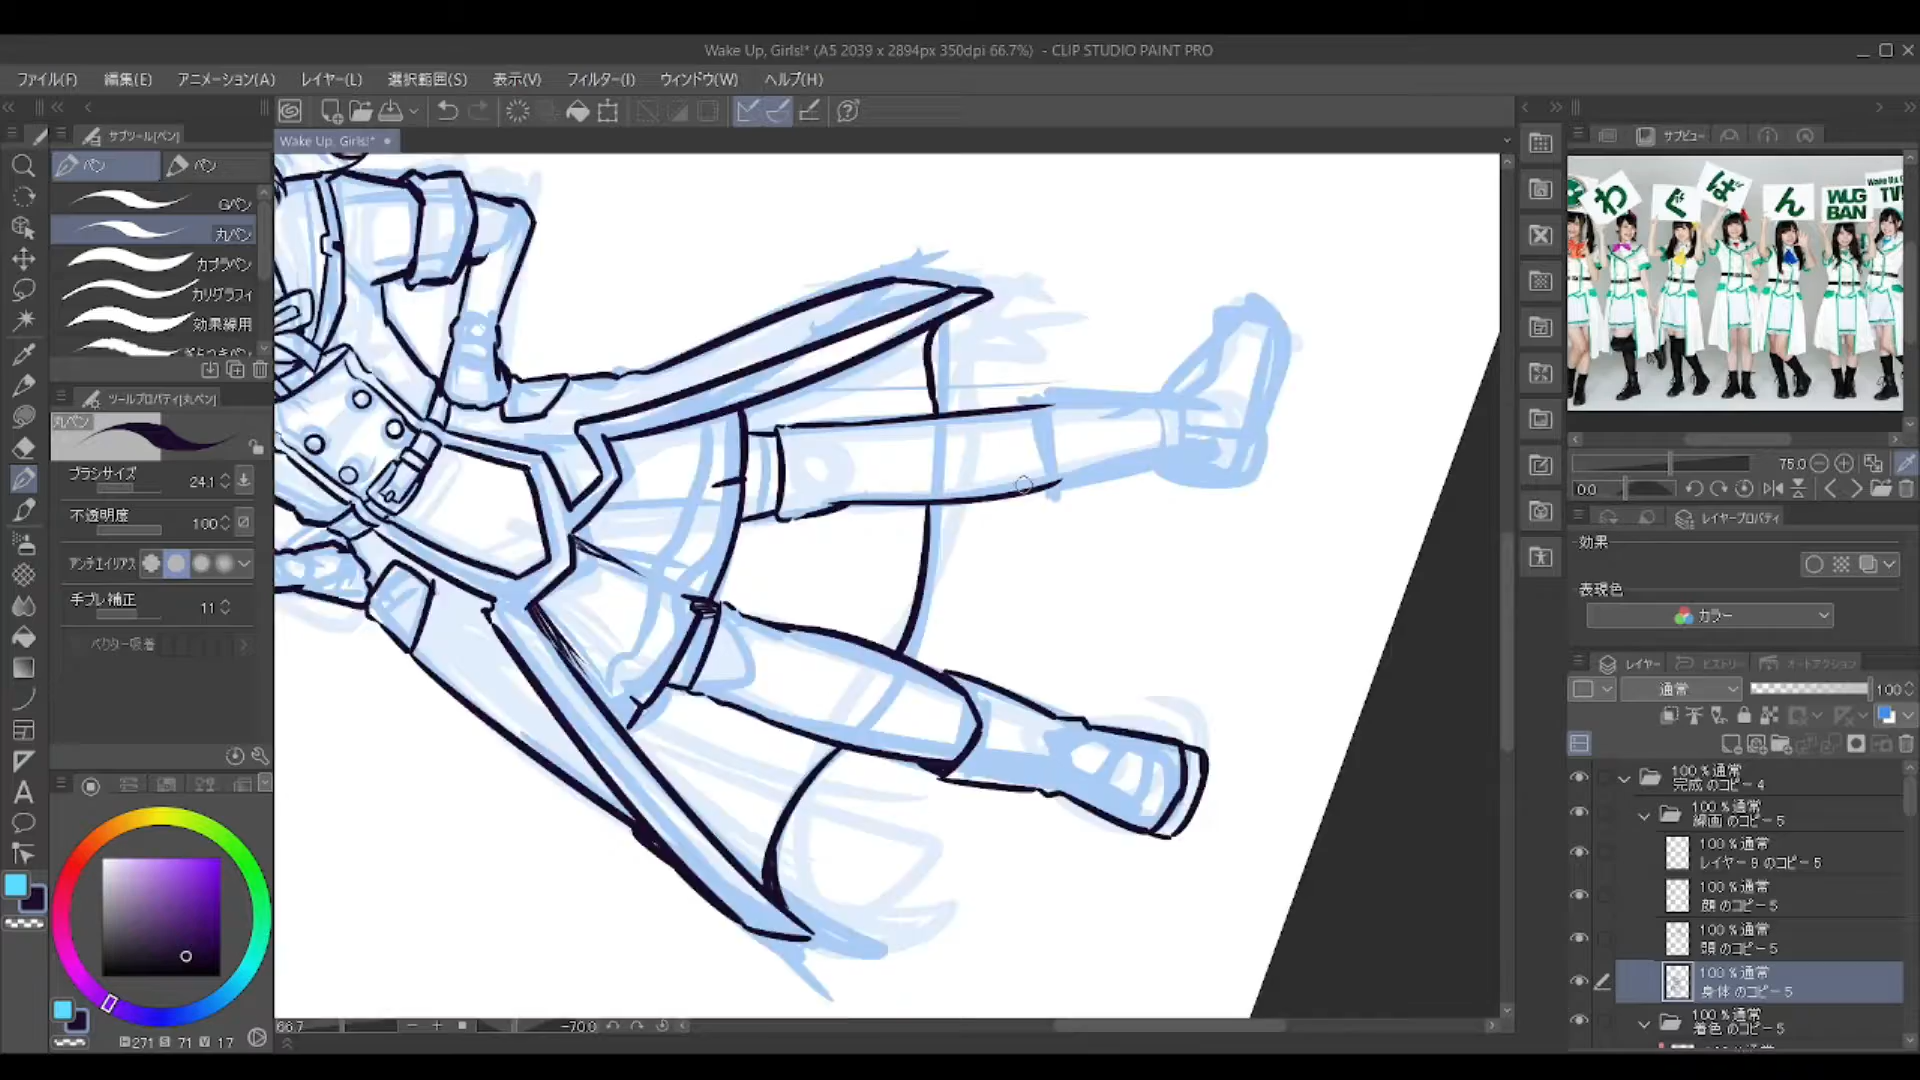 Wake Up, Girls!* (A5 2039 x 2894px 350dpi 66.7%) - CLIP STUDIO PAINT PRO
ファイル(F) 編集(E) アニメーション(A) レイヤー(L) 選択範囲(S) 表示(V) フィルター(I) ウィンドウ(W) ヘルプ(H)
サブツール[ペン]
Wake Up, Girls!*
サブビュー
ペン ペン
Gペン
丸ペン
カブラペン
カリグラフィ
効果線用
わ ぐ ば ん WUG BAN
TV!
ツールプロパティ[丸ペン]
丸ペン
ブラシサイズ 24.1
不透明度 100
アンチエイリアス
手ブレ補正 11
ベクター吸着
75.0
0.0
レイヤープロパティ
効果
表現色
カラー
レイヤー ヒストリー オートアクション
通常 100
100 % 通常
完成 のコピー 4
100 % 通常
線画 のコピー 5
100 % 通常
レイヤー 9 のコピー 5
100 % 通常
顔 のコピー 5
100 % 通常
頭 のコピー 5
100 % 通常
身体 のコピー 5
100 % 通常
着色 のコピー 5
66.7 -70.0
H 271 S 71 V 17